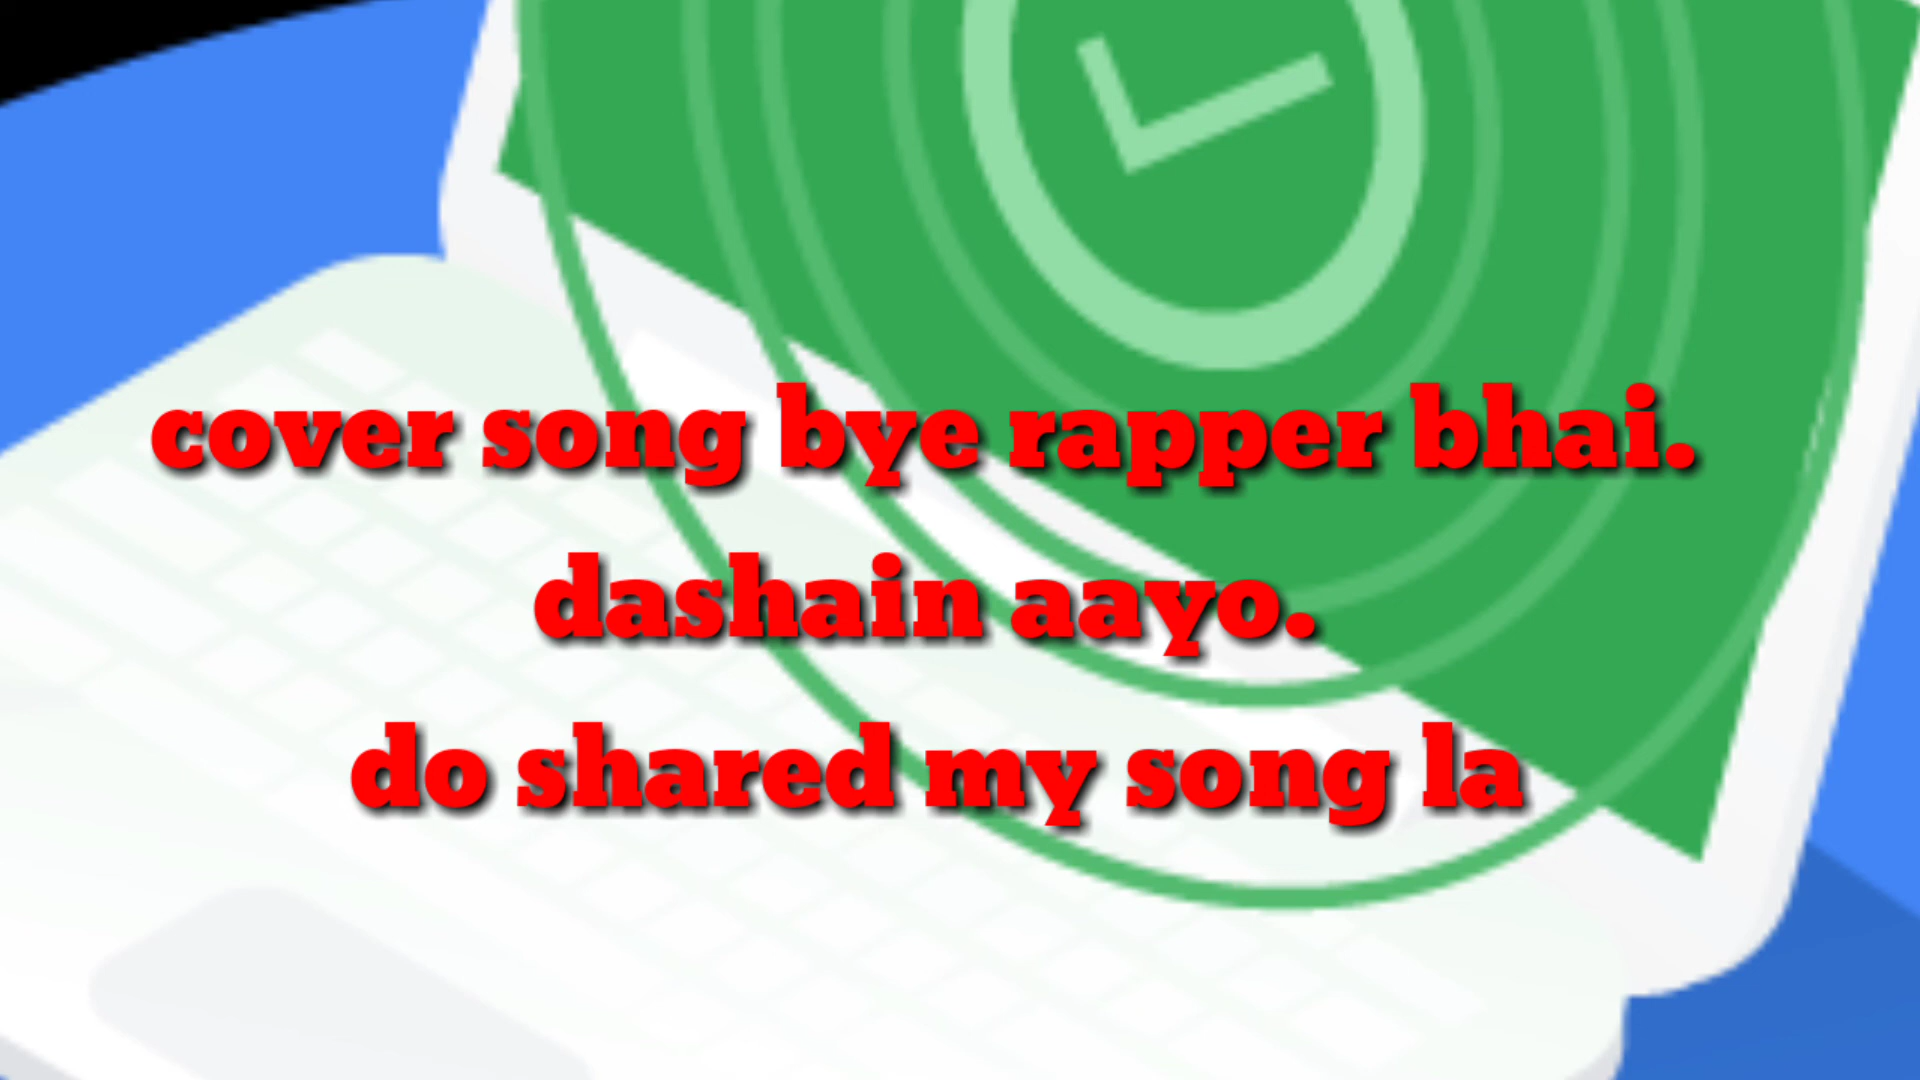 cover song bye rapper bhai.
dashain aayo.
do shared my song la